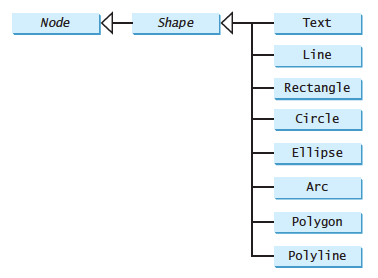 Node
Shape
Text
Line
Rectangle
Circle
Ellipse
Arc
Polygon
Polyline